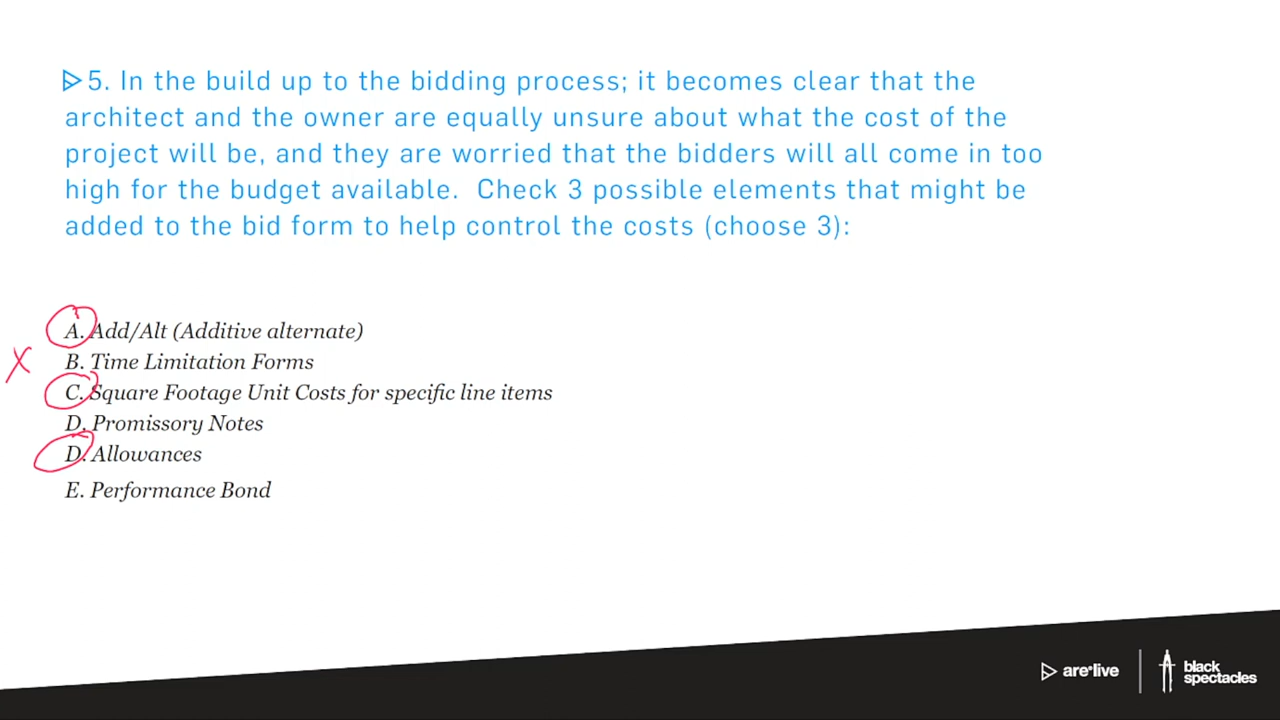 5. In the build up to the bidding process; it becomes clear that the
architect and the owner are equally unsure about what the cost of the
project will be, and they are worried that the bidders will all come in too
high for the budget available. Check 3 possible elements that might be
added to the bid form to help control the costs (choose 3):
A. Add/Alt (Additive alternate)
X
B. Time Limitation Forms
C. Square Footage Unit Costs for specific line items
D. Promissory Notes
D. Allowances
E. Performance Bond
are live
black
spectacles